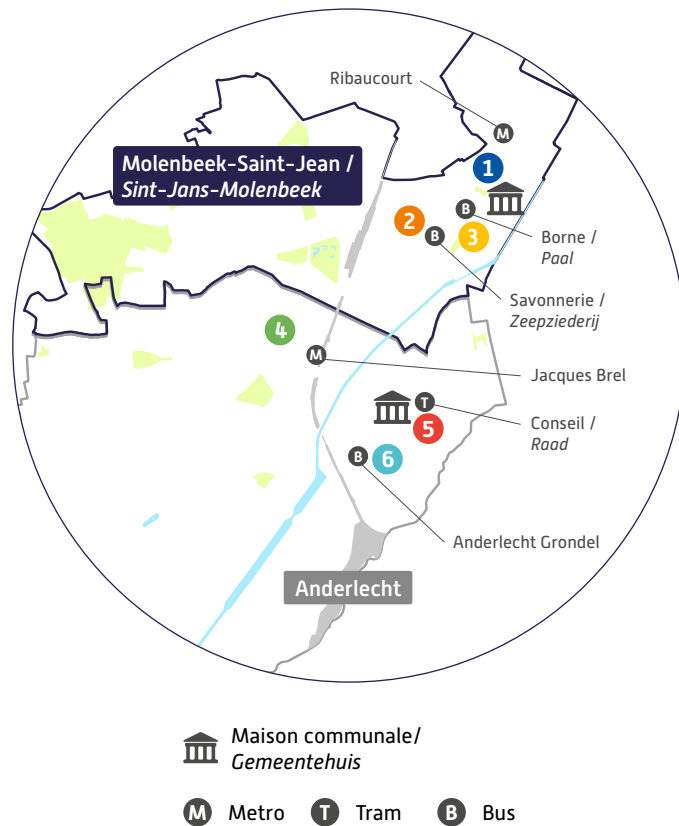 Ribaucourt
M
Molenbeek-Saint-Jean /
Sint-Jans-Molenbeek
1
2
B
3
B
Borne /
Paal
Savonnerie /
Zeepziederij
4
M
Jacques Brel
T
Conseil /
Raad
5
B
6
Anderlecht Grondel
Anderlecht
Maison communale/
Gemeentehuis
M Metro T Tram B Bus